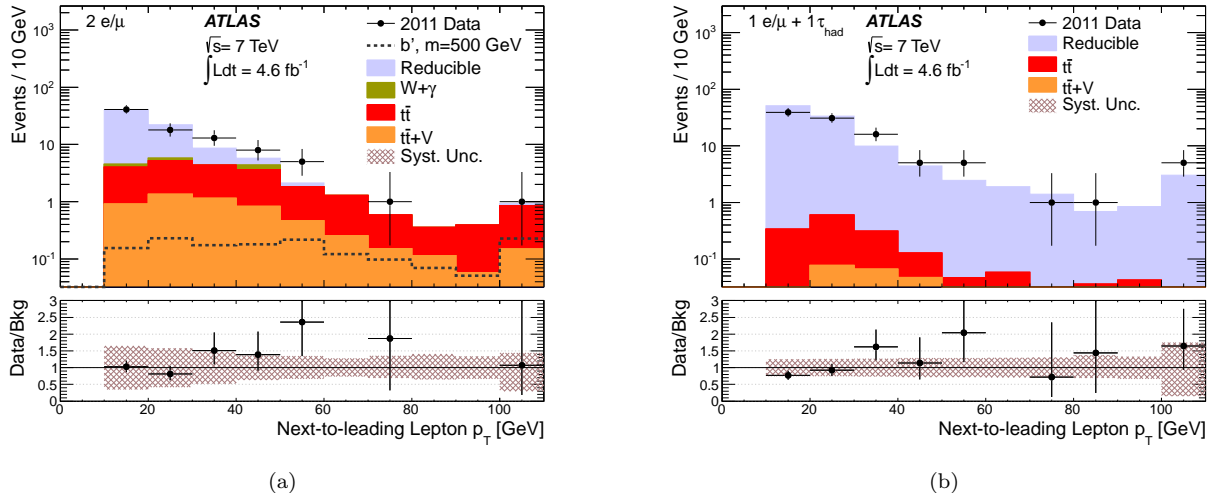 2 e/μ
ATLAS
√s= 7 TeV
∫Ldt = 4.6 fb⁻¹
2011 Data
b', m=500 GeV
Reducible
W+γ
tt̄
tt̄+V
Syst. Unc.
Events / 10 GeV
10³
10²
10
1
10⁻¹
Data/Bkg
3
2.5
2
1.5
1
0.5
0
0 20 40 60 80 100
Next-to-leading Lepton p_T [GeV]
(a)
1 e/μ + 1τ_had
ATLAS
√s= 7 TeV
∫Ldt = 4.6 fb⁻¹
2011 Data
Reducible
tt̄
tt̄+V
Syst. Unc.
Events / 10 GeV
10³
10²
10
1
10⁻¹
Data/Bkg
3
2.5
2
1.5
1
0.5
0
0 20 40 60 80 100
Next-to-leading Lepton p_T [GeV]
(b)